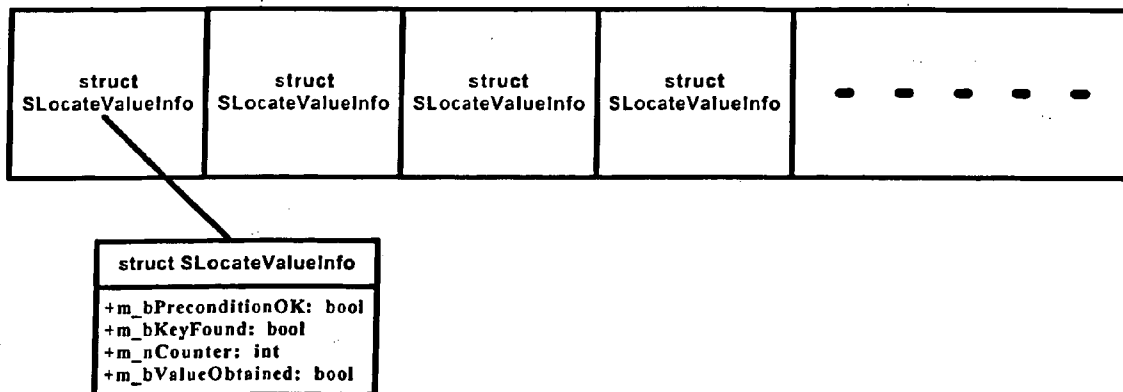 struct
SLocateValueInfo
struct
SLocateValueInfo
struct
SLocateValueInfo
struct
SLocateValueInfo
struct SLocateValueInfo
+m_bPreconditionOK: bool
+m_bKeyFound: bool
+m_nCounter: int
+m_bValueObtained: bool